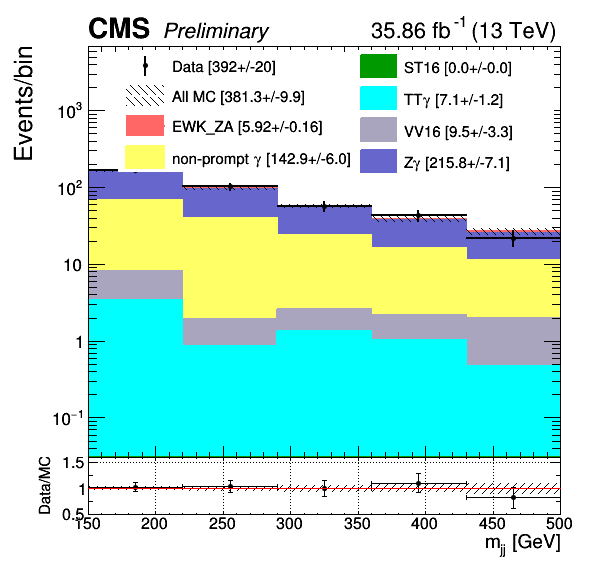 CMS Preliminary 35.86 fb⁻¹ (13 TeV)
Events/bin
Data [392+/-20]
All MC [381.3+/-9.9]
EWK_ZA [5.92+/-0.16]
non-prompt γ [142.9+/-6.0]
ST16 [0.0+/-0.0]
TTγ [7.1+/-1.2]
VV16 [9.5+/-3.3]
Zγ [215.8+/-7.1]
10³
10²
10
1
10⁻¹
Data/MC
1.5
1
0.5
150 200 250 300 350 400 450 500
m_jj [GeV]